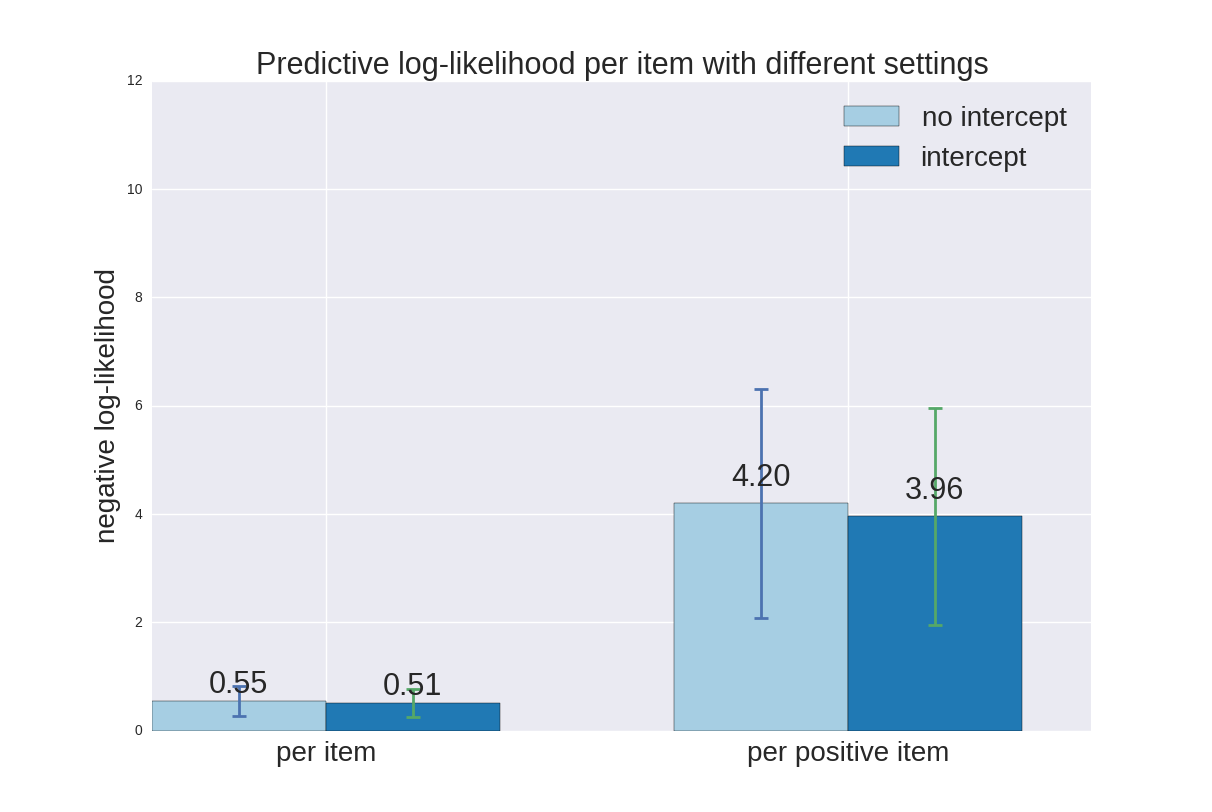 Predictive log-likelihood per item with different settings
12
10
8
6
4
2
0
negative log-likelihood
no intercept
intercept
4.20
3.96
0.55
0.51
per item
per positive item